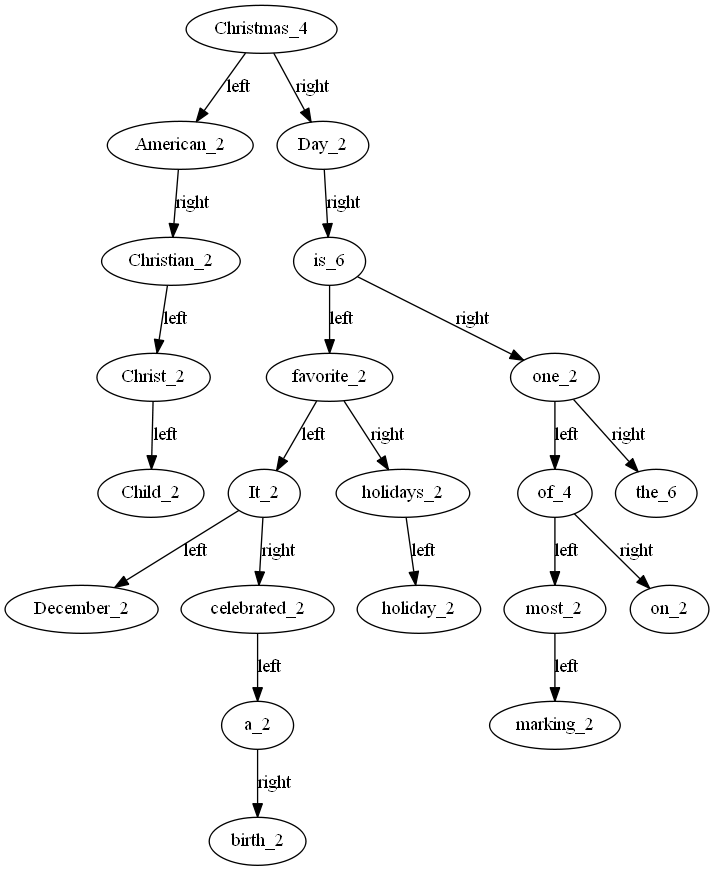 Christmas_4
left
right
American_2
Day_2
right
right
Christian_2
is_6
left
left
right
Christ_2
favorite_2
one_2
left
left
right
left
right
Child_2
It_2
holidays_2
of_4
the_6
left
right
left
left
right
December_2
celebrated_2
holiday_2
most_2
on_2
left
left
a_2
marking_2
right
birth_2